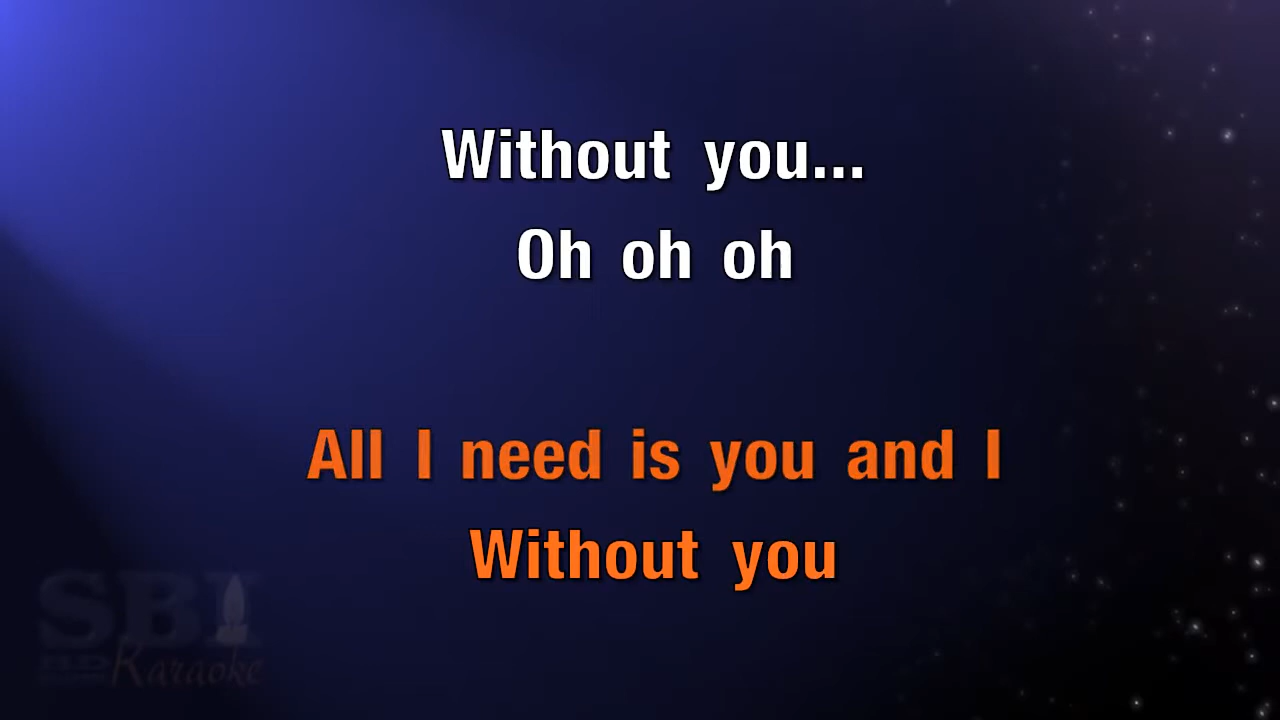 Without you...
Oh oh oh
All I need is you and I
Without you
SBI
Karaoke